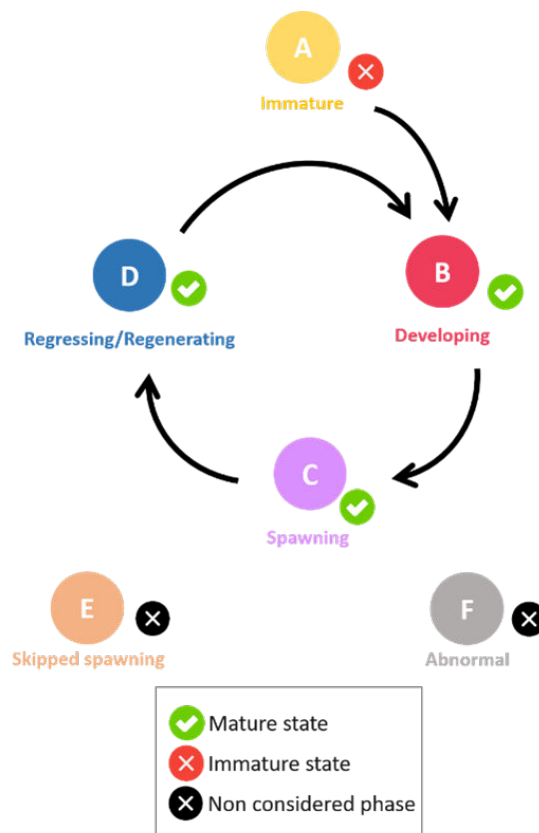 A
Immature
D
B
Regressing/Regenerating
Developing
C
Spawning
E
F
Skipped spawning
Abnormal
Mature state
Immature state
Non considered phase